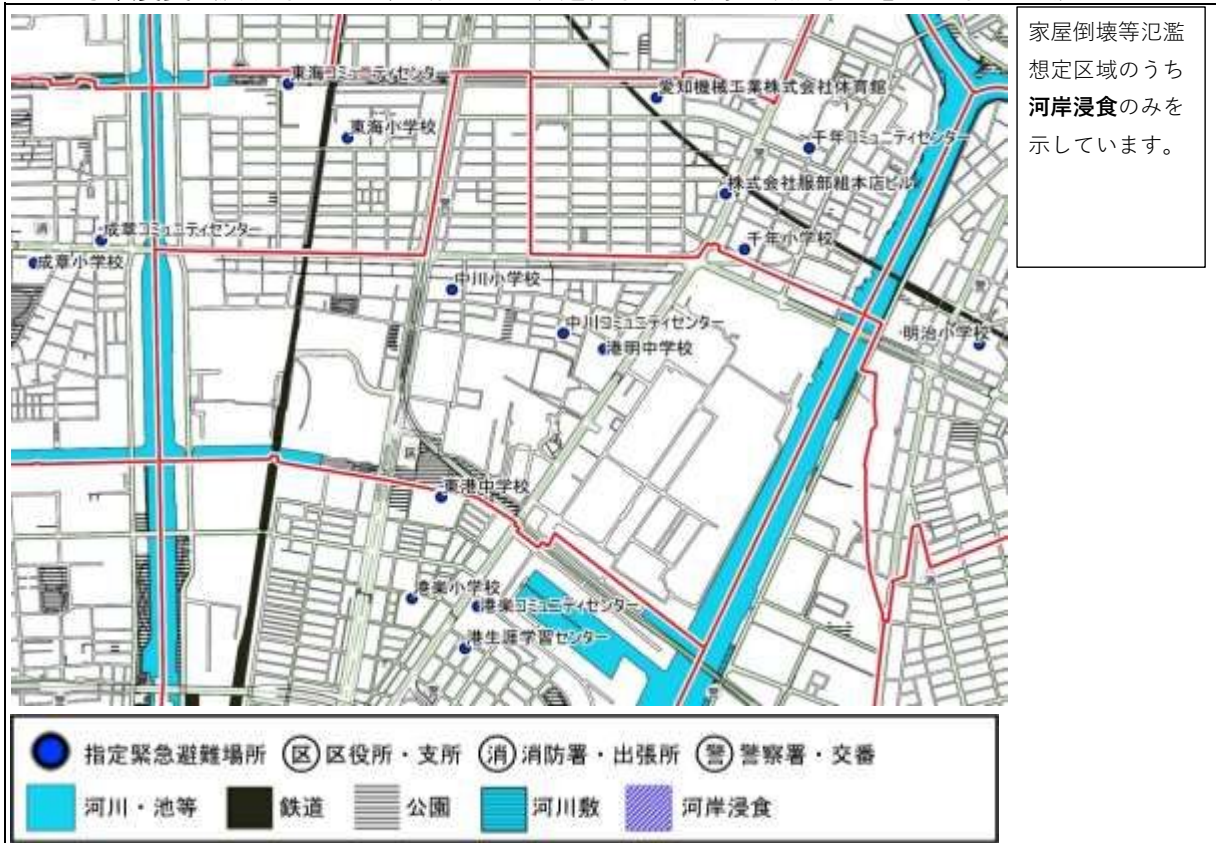 家屋倒壊等氾濫
想定区域のうち
河岸浸食のみを
示しています。
東海コミュニティセンター
愛知機械工業株式会社体育館
東海小学校
千年コミュニティセンター
株式会社服部組本店ビル
消
成章コミュニティセンター
千年小学校
成章小学校
中川小学校
中川コミュニティセンター
港明中学校
明治小学校
区
東港中学校
港楽小学校
港楽コミュニティセンター
港生涯学習センター
指定緊急避難場所 区 区役所・支所 消 消防署・出張所 警 警察署・交番
河川・池等 鉄道 公園 河川敷 河岸浸食